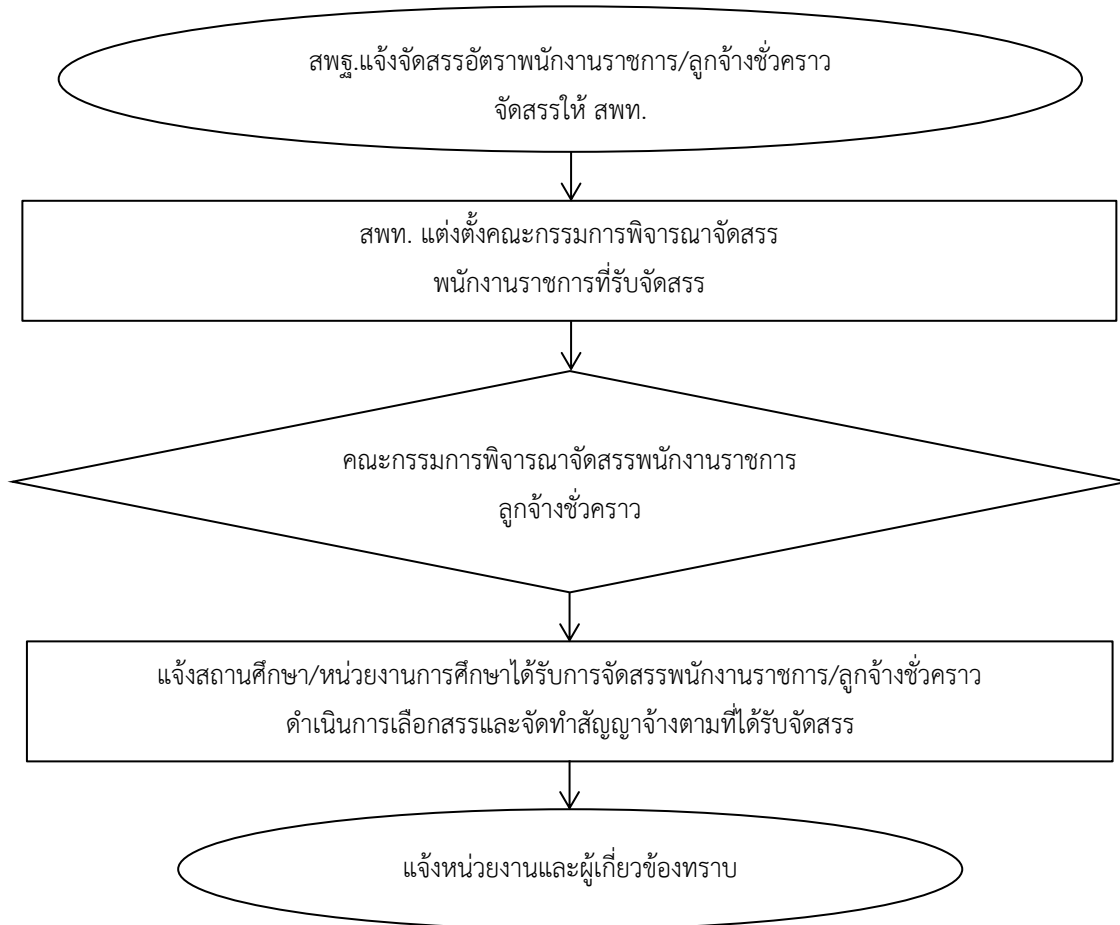 สพฐ.แจ้งจัดสรรอัตราพนักงานราชการ/ลูกจ้างชั่วคราว
จัดสรรให้ สพท.
สพท. แต่งตั้งคณะกรรมการพิจารณาจัดสรร
พนักงานราชการที่รับจัดสรร
คณะกรรมการพิจารณาจัดสรรพนักงานราชการ
ลูกจ้างชั่วคราว
แจ้งสถานศึกษา/หน่วยงานการศึกษาได้รับการจัดสรรพนักงานราชการ/ลูกจ้างชั่วคราว
ดำเนินการเลือกสรรและจัดทำสัญญาจ้างตามที่ได้รับจัดสรร
แจ้งหน่วยงานและผู้เกี่ยวข้องทราบ